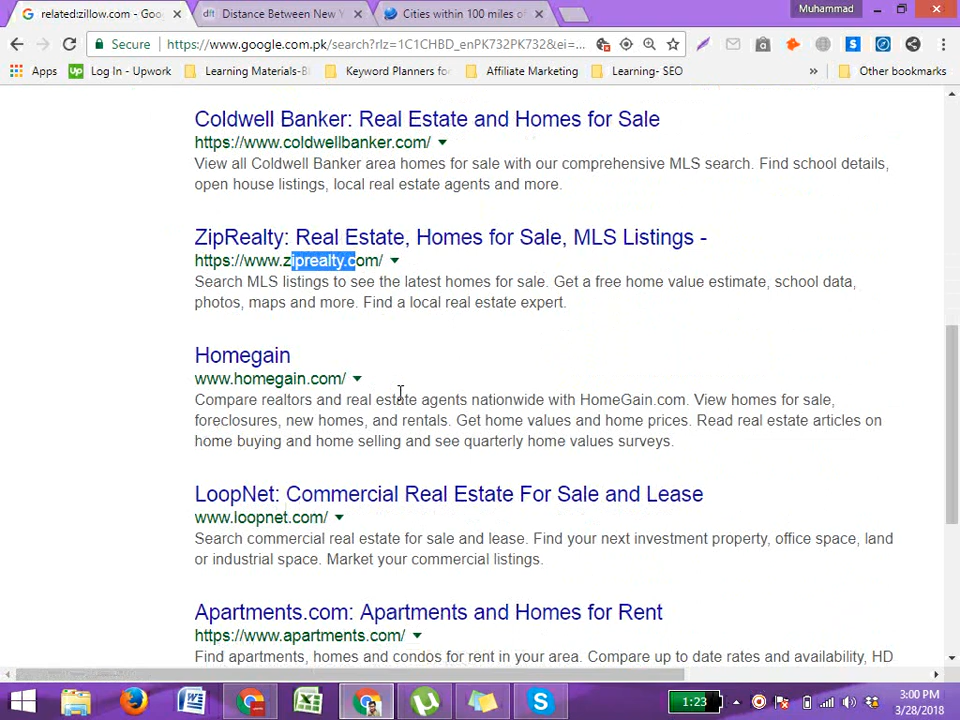 related:zillow.com - Goo
Distance Between New Y
Cities within 100 miles of
Muhammad
Secure
https://www.google.com.pk/search?rlz=1C1CHBD_enPK732PK732&ei=...
Apps
Log In - Upwork
Learning Materials-B
Keyword Planners for
Affiliate Marketing
Learning- SEO
»
Other bookmarks
Coldwell Banker: Real Estate and Homes for Sale
https://www.coldwellbanker.com/
View all Coldwell Banker area homes for sale with our comprehensive MLS search. Find school details,
open house listings, local real estate agents and more.
ZipRealty: Real Estate, Homes for Sale, MLS Listings -
https://www.ziprealty.com/
Search MLS listings to see the latest homes for sale. Get a free home value estimate, school data,
photos, maps and more. Find a local real estate expert.
Homegain
www.homegain.com/
Compare realtors and real estate agents nationwide with HomeGain.com. View homes for sale,
foreclosures, new homes, and rentals. Get home values and home prices. Read real estate articles on
home buying and home selling and see quarterly home values surveys.
LoopNet: Commercial Real Estate For Sale and Lease
www.loopnet.com/
Search commercial real estate for sale and lease. Find your next investment property, office space, land
or industrial space. Market your commercial listings.
Apartments.com: Apartments and Homes for Rent
https://www.apartments.com/
Find apartments, homes and condos for rent in your area. Compare up to date rates and availability, HD
1:23
3:00 PM
3/28/2018